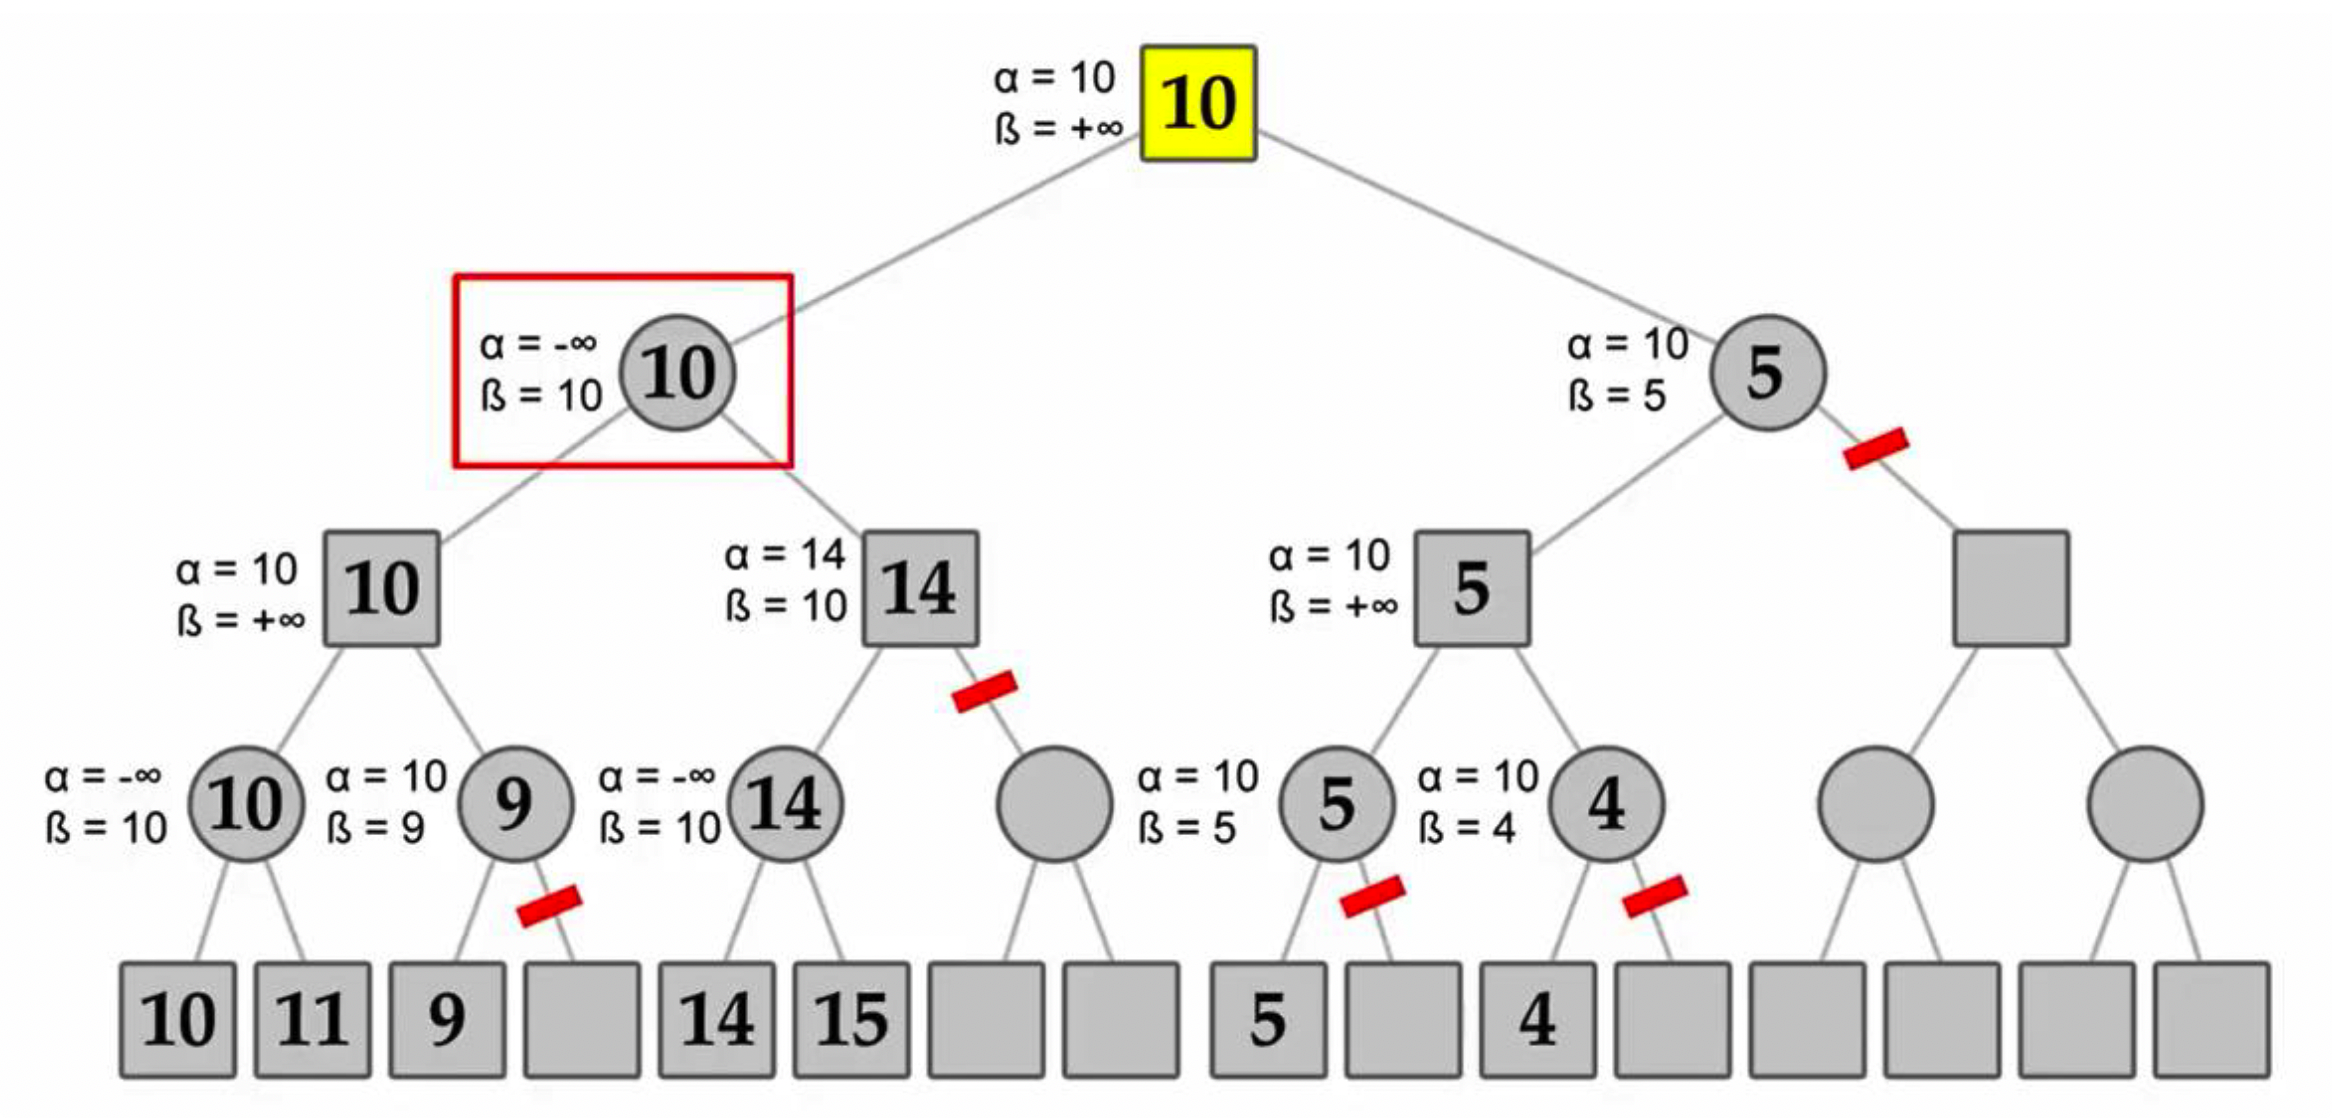 α = 10
ß = +∞
10
α = -∞
ß = 10
10
α = 10
ß = 5
5
α = 10
ß = +∞
10
α = 14
ß = 10
14
α = 10
ß = +∞
5
α = -∞
ß = 10
10
α = 10
ß = 9
9
α = -∞
ß = 10
14
α = 10
ß = 5
5
α = 10
ß = 4
4
10
11
9
14
15
5
4